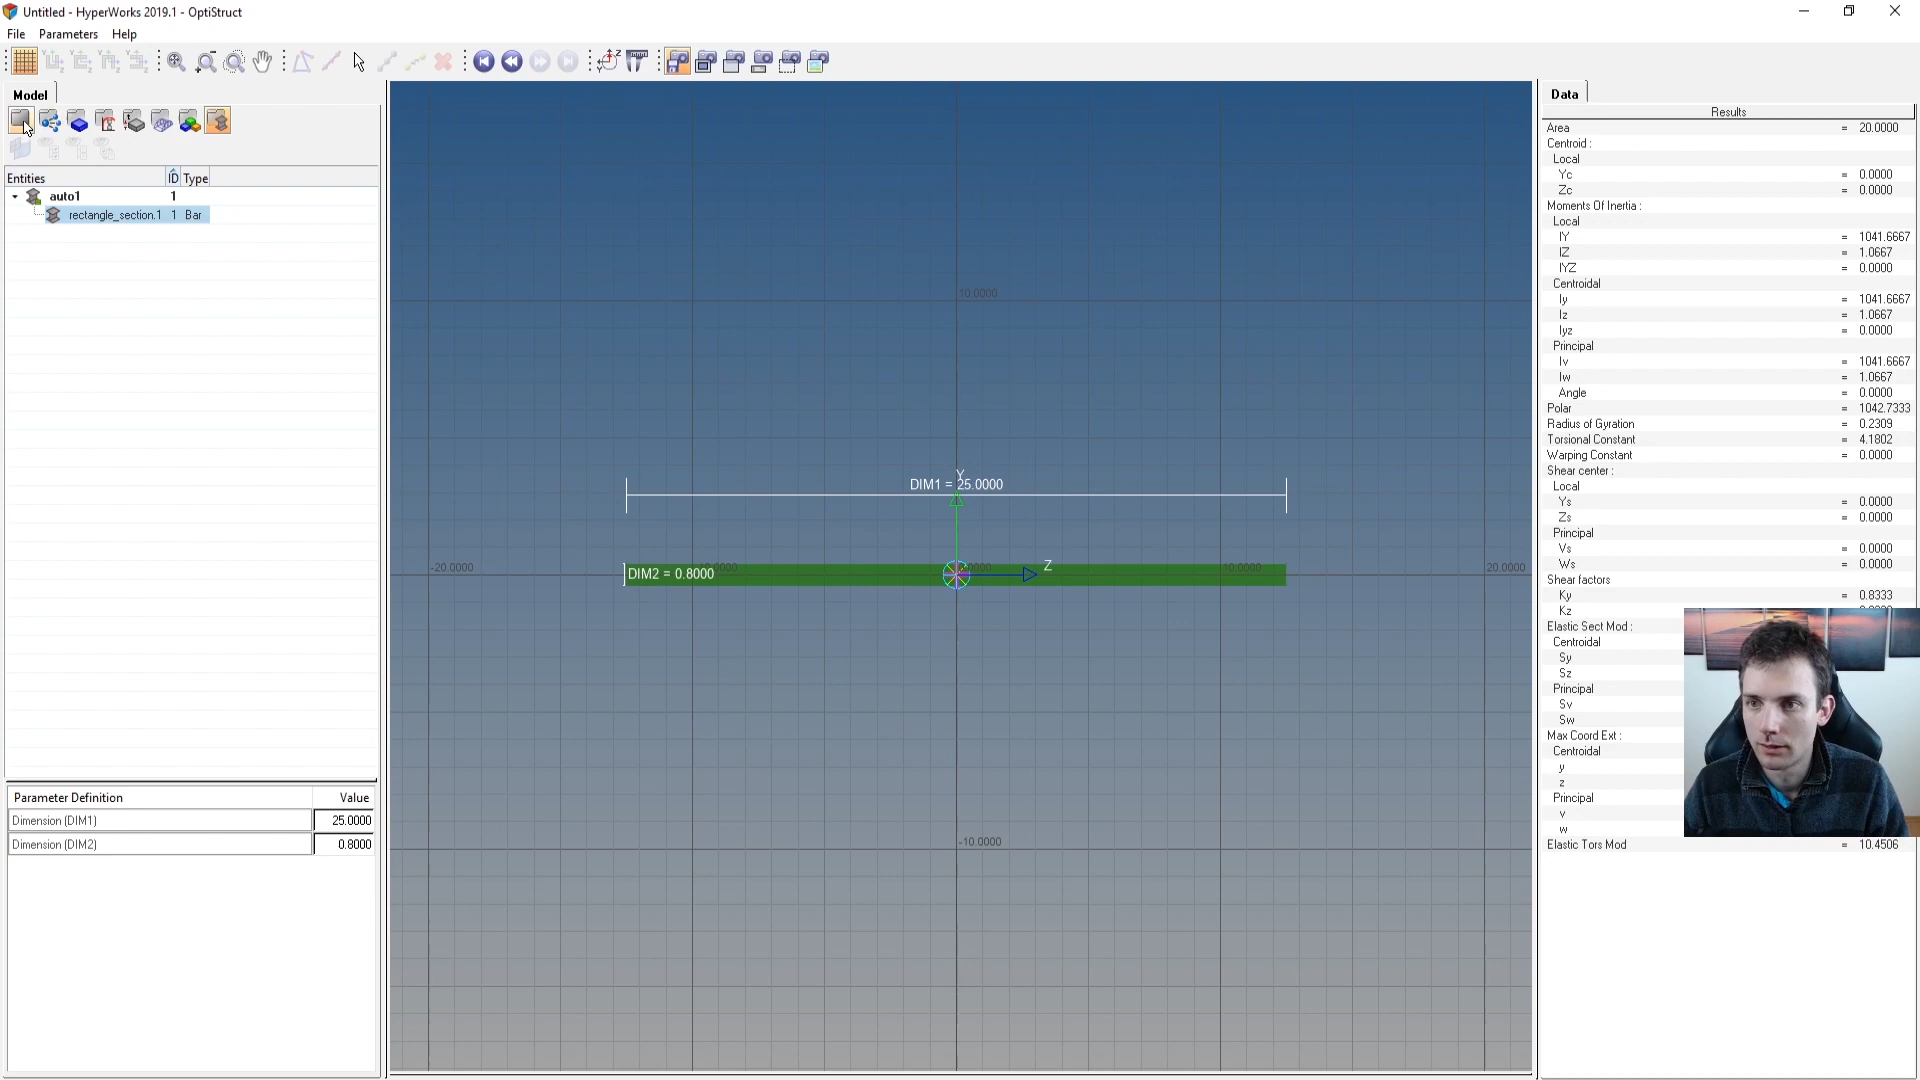 Untitled - HyperWorks 2019.1 - OptiStruct
File Parameters Help
Model
Entities ID Type
auto1 1
rectangle_section.1 1 Bar
Parameter Definition Value
Dimension (DIM1) 25.0000
Dimension (DIM2) 0.8000
10.0000
Y
DIM1 = 25.0000
-20.0000
DIM2 = 0.8000
Z
10.0000
20.0000
-10.0000
Data
Results
Area = 20.0000
Centroid :
Local
Yc = 0.0000
Zc = 0.0000
Moments Of Inertia :
Local
IY = 1041.6667
IZ = 1.0667
IYZ = 0.0000
Centroidal
Iy = 1041.6667
Iz = 1.0667
Iyz = 0.0000
Principal
Iv = 1041.6667
Iw = 1.0667
Angle = 0.0000
Polar = 1042.7333
Radius of Gyration = 0.2309
Torsional Constant = 4.1802
Warping Constant = 0.0000
Shear center :
Local
Ys = 0.0000
Zs = 0.0000
Principal
Vs = 0.0000
Ws = 0.0000
Shear factors
Ky = 0.8333
Kz
Elastic Sect Mod :
Centroidal
Sy
Sz
Principal
Sv
Sw
Max Coord Ext :
Centroidal
y
z
Principal
v
w
Elastic Tors Mod = 10.4506